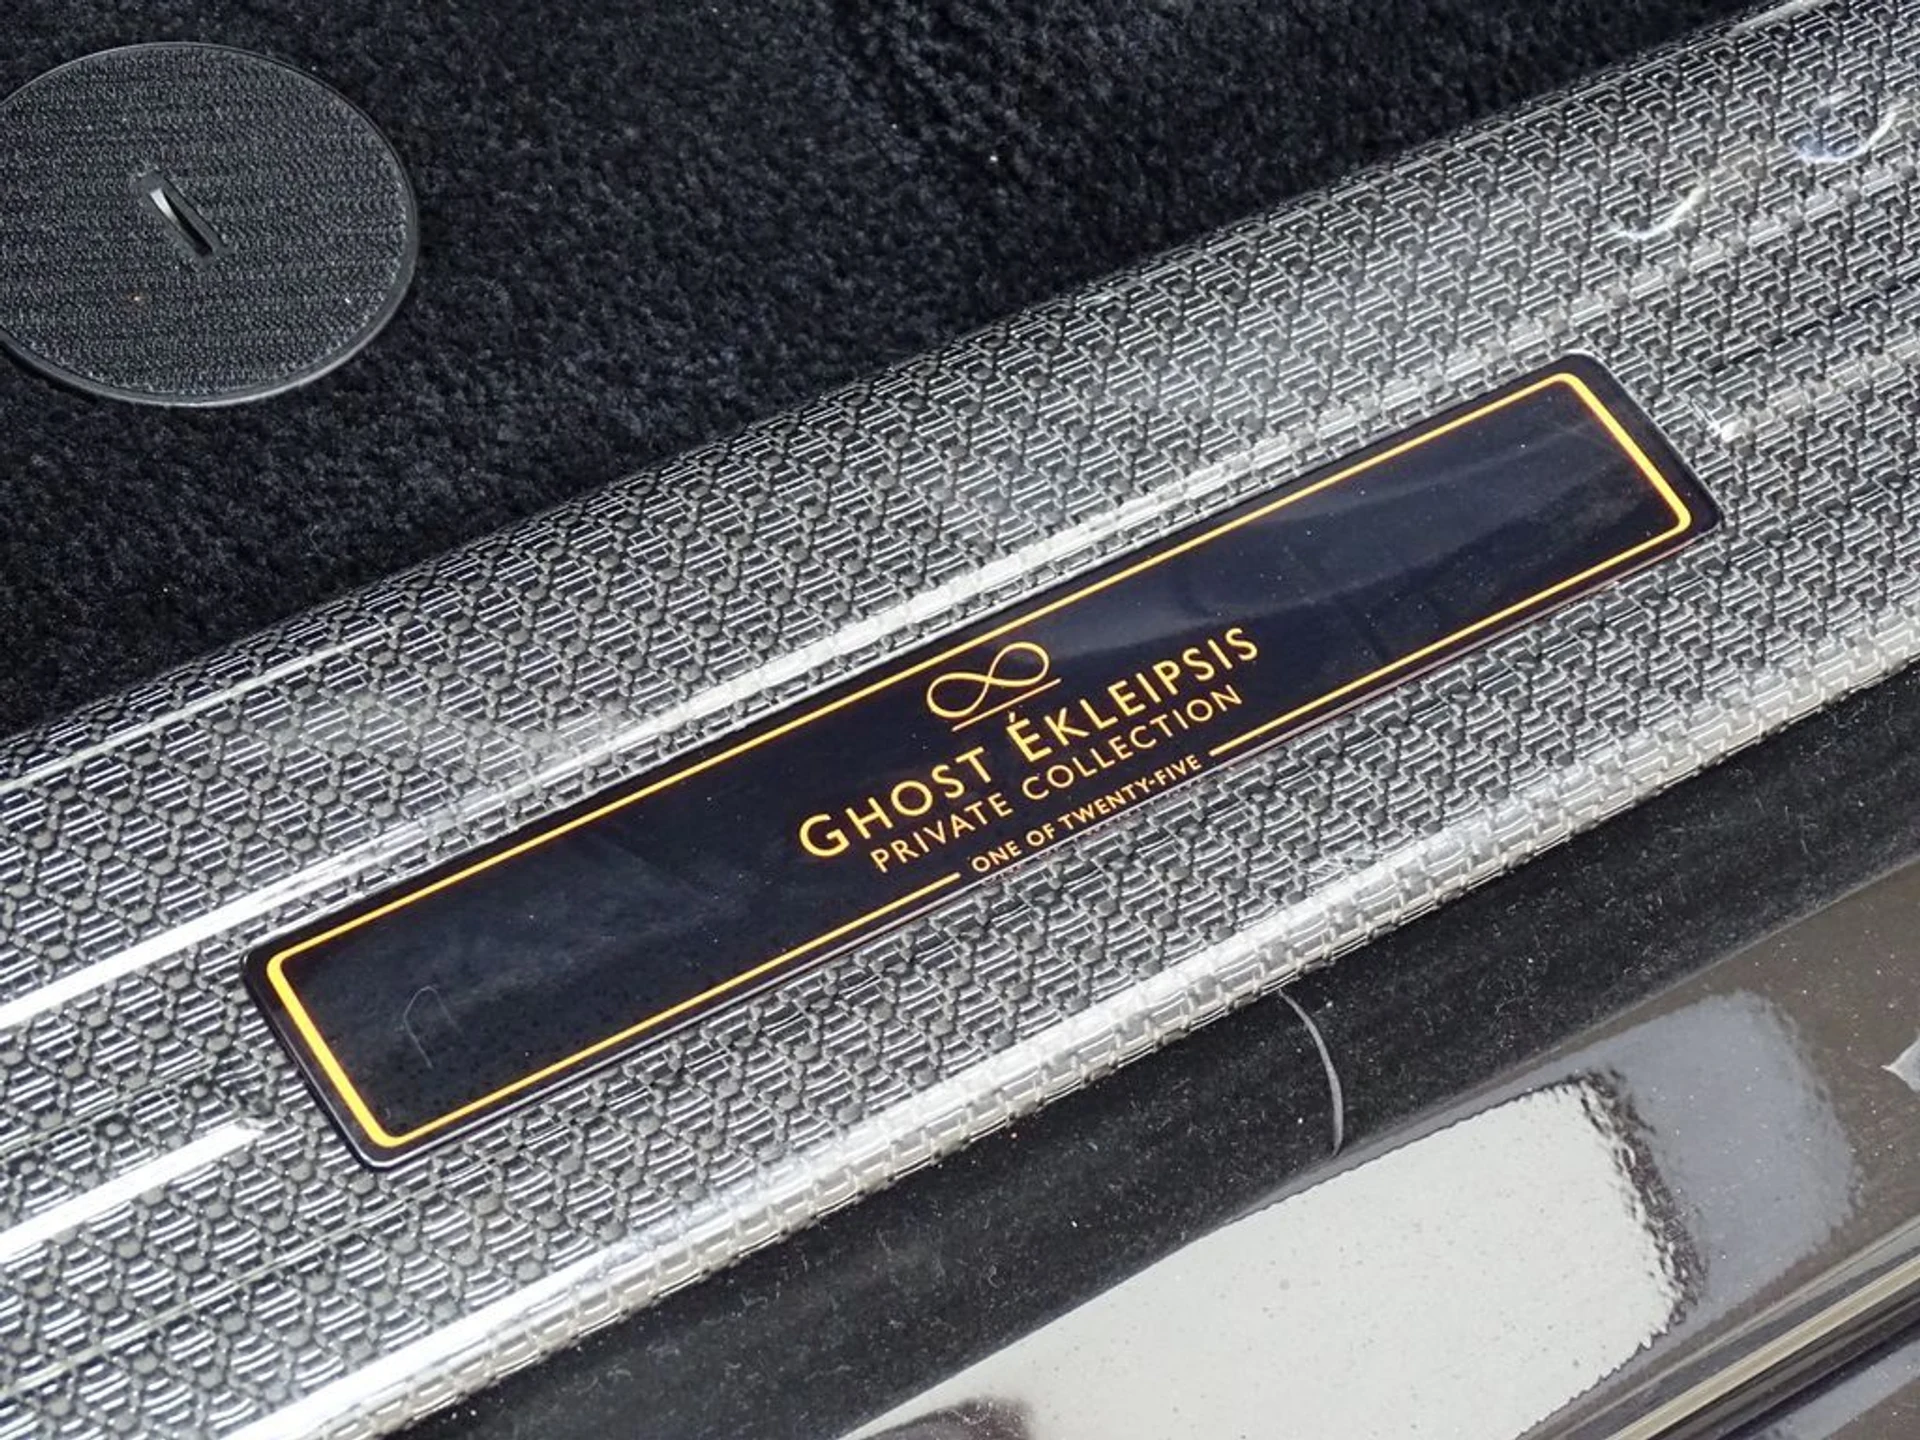 GHOST ÉKLEIPSIS
PRIVATE COLLECTION
ONE OF TWENTY-FIVE